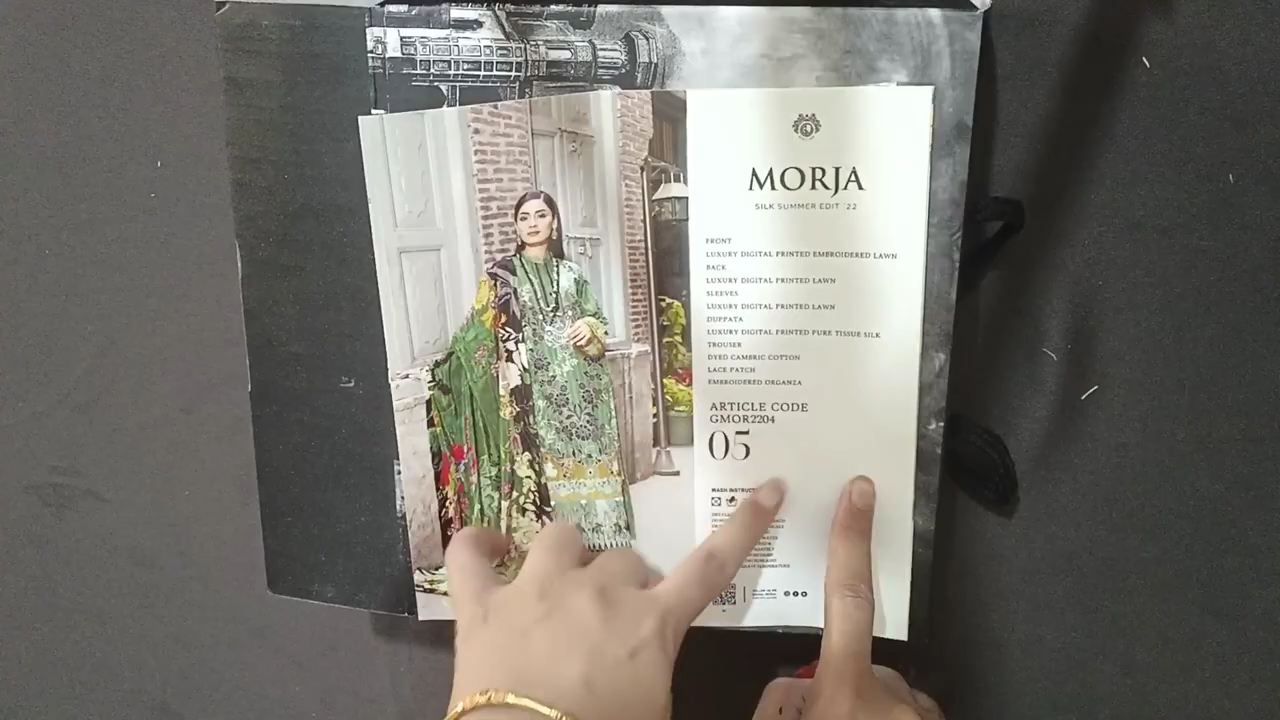 MORJA
SILK SUMMER EDIT '22
FRONT
LUXURY DIGITAL PRINTED EMBROIDERED LAWN
BACK
LUXURY DIGITAL PRINTED LAWN
SLEEVES
LUXURY DIGITAL PRINTED LAWN
DUPPATA
LUXURY DIGITAL PRINTED PURE TISSUE SILK
TROUSER
DYED CAMBRIC COTTON
LACE PATCH
EMBROIDERED ORGANZA
ARTICLE CODE
GMOR2204
05
WASH